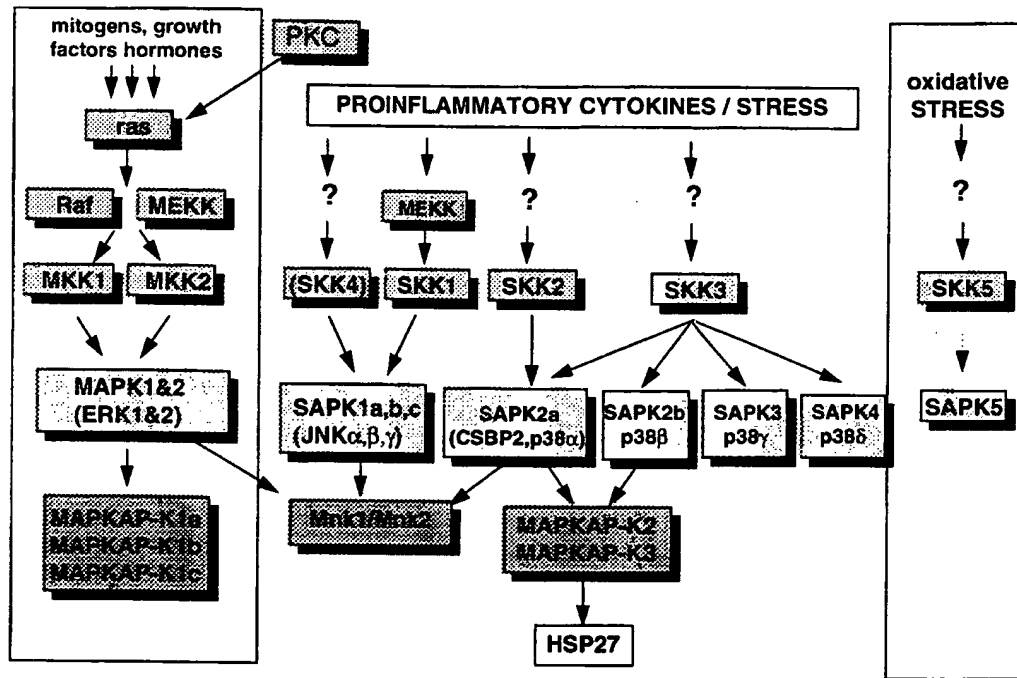 mitogens, growth
factors hormones
PKC
ras
Raf
MEKK
MKK1
MKK2
MAPK1&2
(ERK1&2)
MAPKAP-K1a
MAPKAP-K1b
MAPKAP-K1c
PROINFLAMMATORY CYTOKINES / STRESS
?
MEKK
?
?
(SKK4)
SKK1
SKK2
SKK3
SAPK1a,b,c
(JNKα,β,γ)
SAPK2a
(CSBP2,p38α)
SAPK2b
p38β
SAPK3
p38γ
SAPK4
p38δ
Mnk1/Mnk2
MAPKAP-K2
MAPKAP-K3
HSP27
oxidative
STRESS
?
SKK5
SAPK5